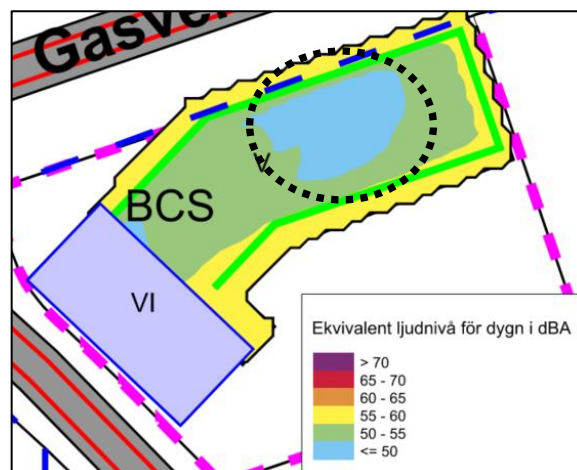 Gasve
V
BCS
VI
Ekvivalent ljudnivå för dygn i dBA
> 70
65 - 70
60 - 65
55 - 60
50 - 55
<= 50